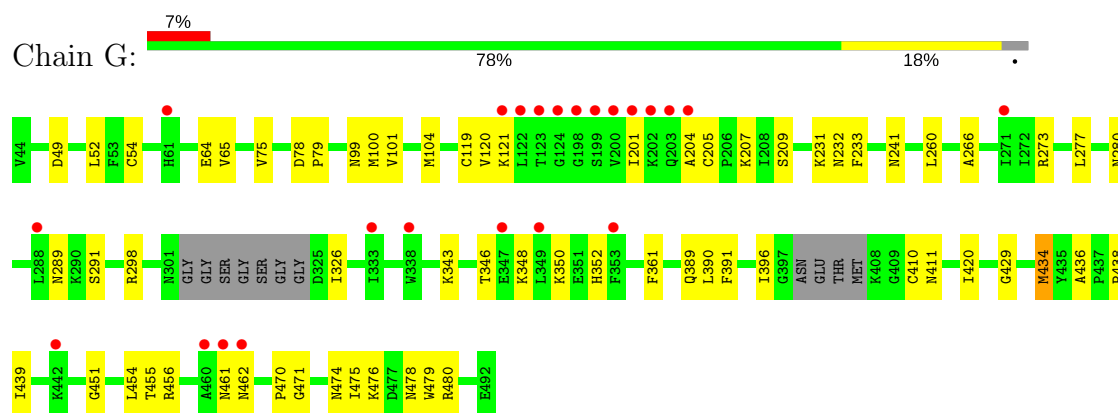 7%
Chain G:
78%
18%
•
V44 D49 L52 F53 C54 H61 E64 V65 V75 D78 P79 N99 M100 V101 M104 C119 V120 K121 L122 T123 G124 G198 S199 V200 I201 K202 Q203 A204 C205 P206 K207 I208 S209 K231 N232 F233 N241 L260 A266 I271 I272 R273 L277 N280
L288 N289 K290 S291 R298 N301 GLY GLY SER GLY SER GLY GLY D325 I326 I333 W338 K343 T346 E347 K348 L349 K350 E351 H352 F353 F361 Q389 L390 F391 I396 G397 ASN GLU THR MET K408 G409 C410 N411 I420 G429 M434 Y435 A436 P437 P438
I439 K442 G451 L454 T455 R456 A460 N461 N462 P470 G471 N474 I475 K476 D477 N478 W479 R480 E492